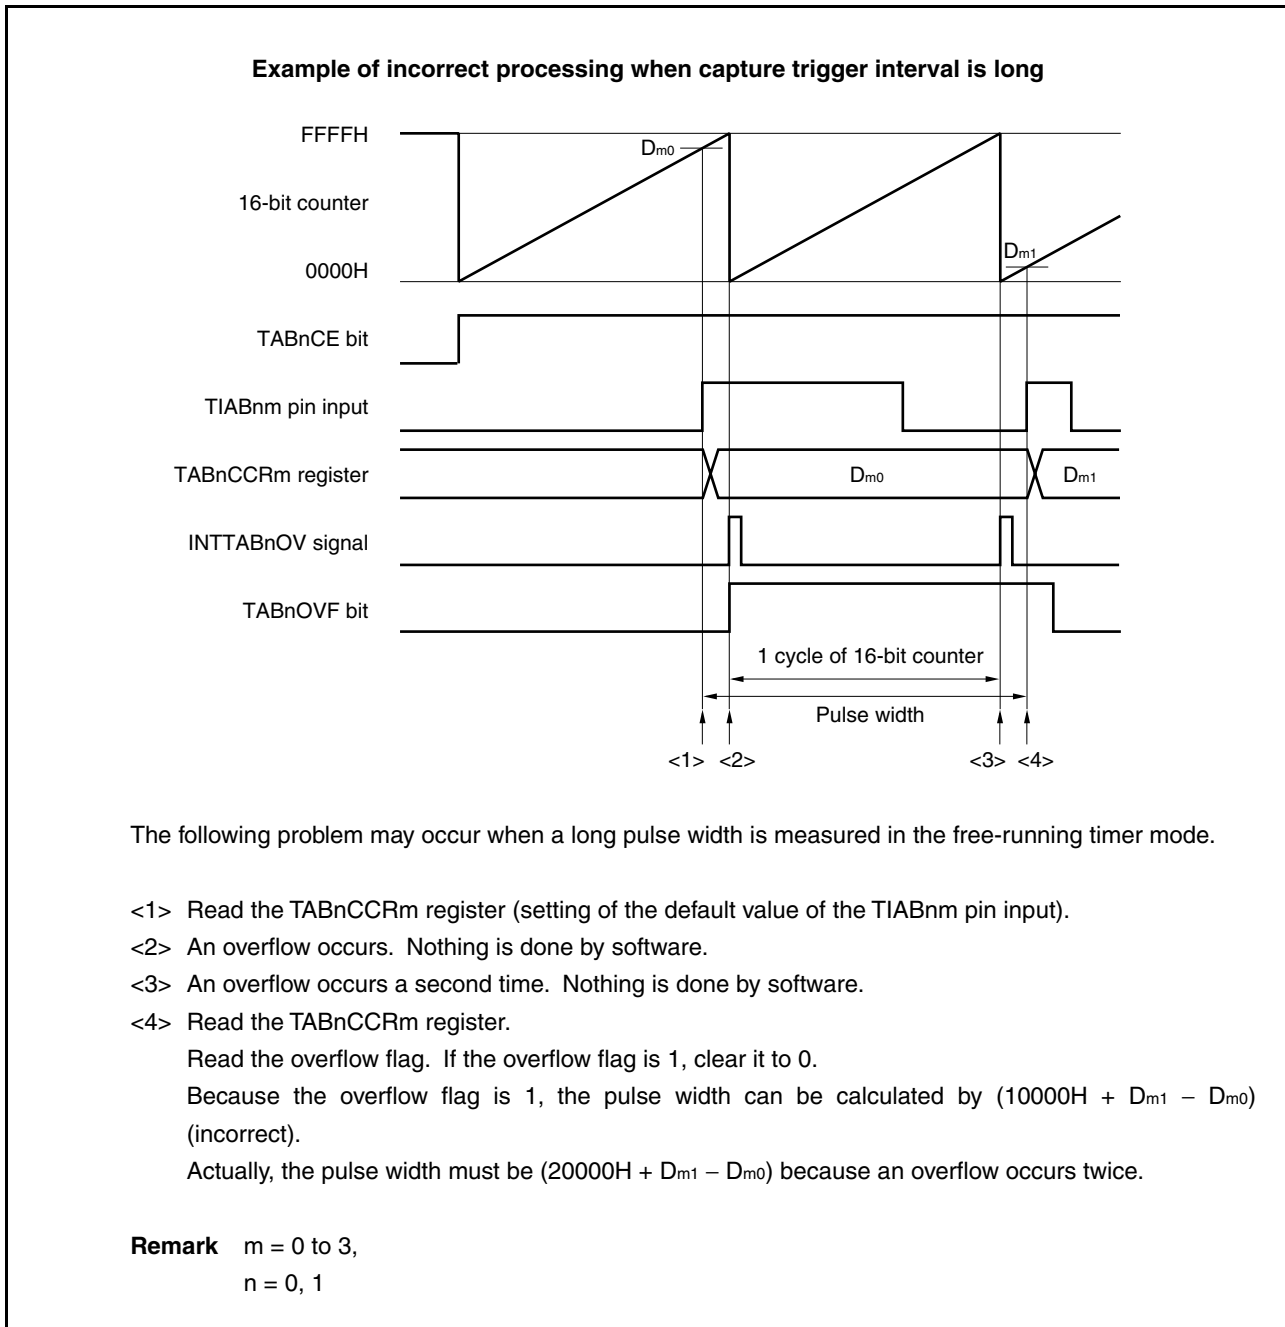 Example of incorrect processing when capture trigger interval is long
FFFFH
Dm0
16-bit counter
Dm1
0000H
TABnCE bit
TIABnm pin input
TABnCCRm register
Dm0
Dm1
INTTABnOV signal
TABnOVF bit
1 cycle of 16-bit counter
Pulse width
<1> <2> <3> <4>
The following problem may occur when a long pulse width is measured in the free-running timer mode.
<1> Read the TABnCCRm register (setting of the default value of the TIABnm pin input).
<2> An overflow occurs. Nothing is done by software.
<3> An overflow occurs a second time. Nothing is done by software.
<4> Read the TABnCCRm register.
Read the overflow flag. If the overflow flag is 1, clear it to 0.
Because the overflow flag is 1, the pulse width can be calculated by (10000H + Dm1 − Dm0)
(incorrect).
Actually, the pulse width must be (20000H + Dm1 − Dm0) because an overflow occurs twice.
Remark m = 0 to 3,
n = 0, 1